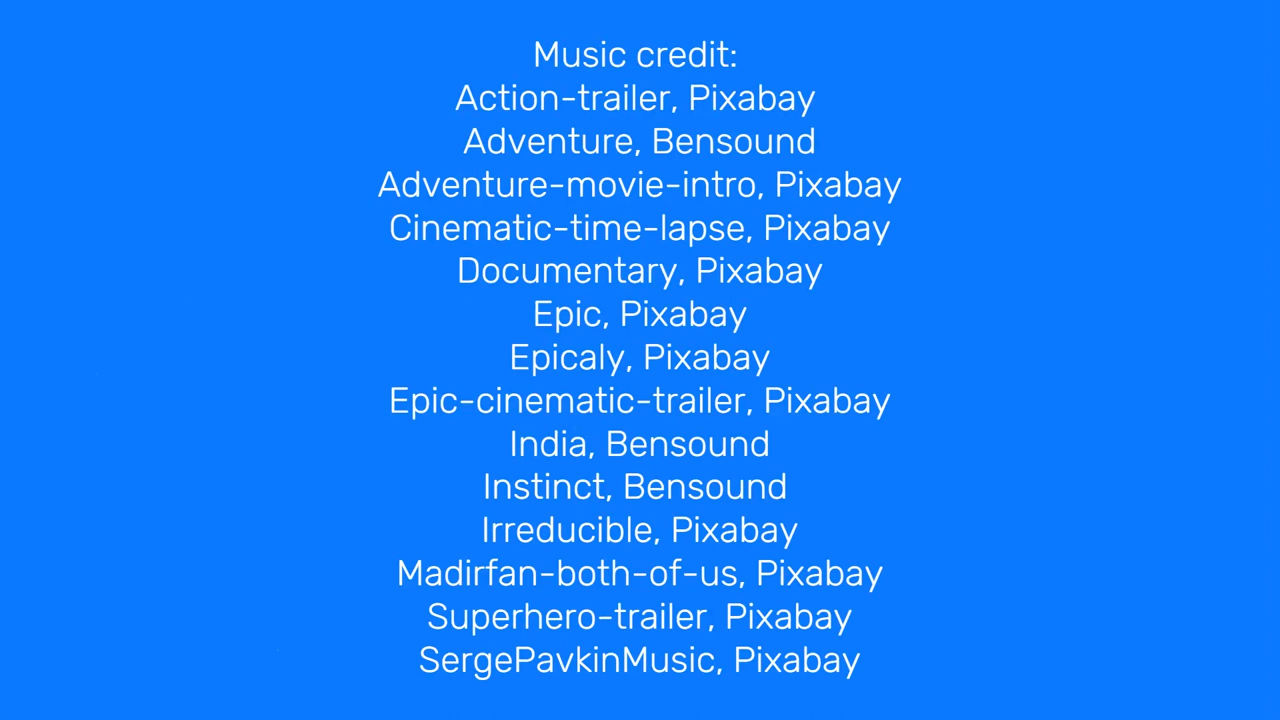 Music credit:
Action-trailer, Pixabay
Adventure, Bensound
Adventure-movie-intro, Pixabay
Cinematic-time-lapse, Pixabay
Documentary, Pixabay
Epic, Pixabay
Epicaly, Pixabay
Epic-cinematic-trailer, Pixabay
India, Bensound
Instinct, Bensound
Irreducible, Pixabay
Madirfan-both-of-us, Pixabay
Superhero-trailer, Pixabay
SergePavkinMusic, Pixabay